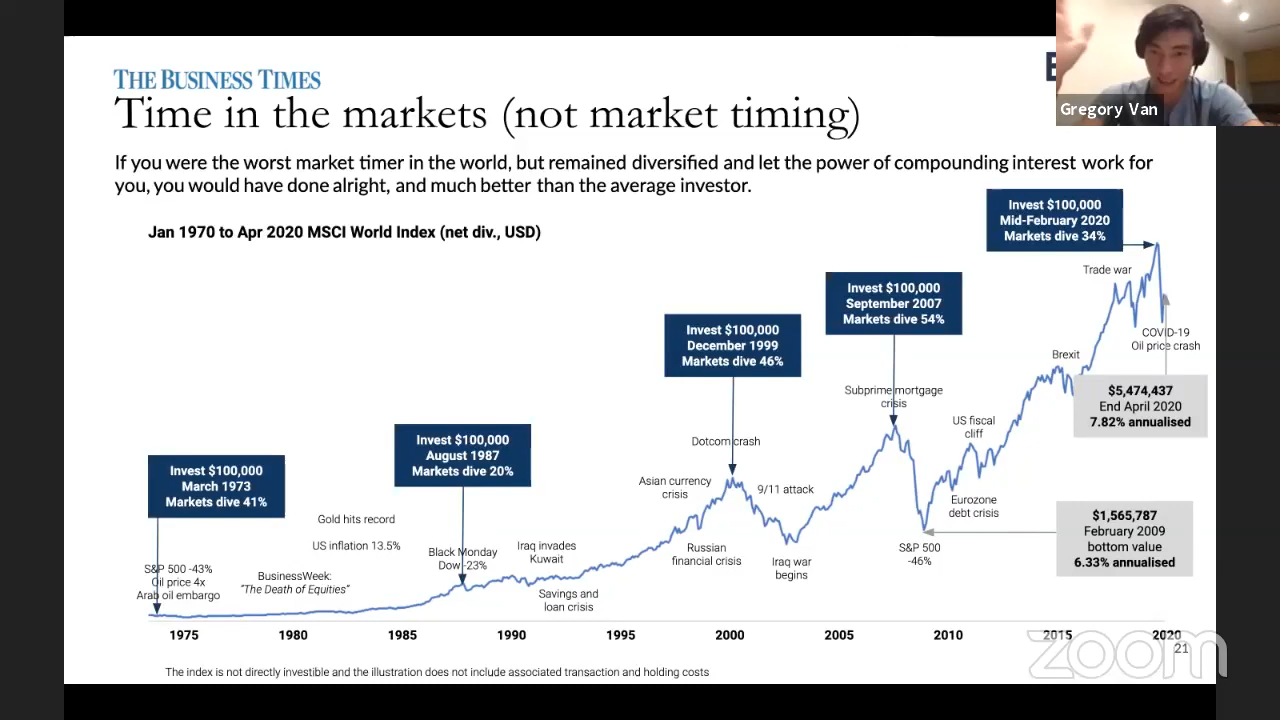 THE BUSINESS TIMES
Time in the markets (not market timing)
Gregory Van
If you were the worst market timer in the world, but remained diversified and let the power of compounding interest work for
you, you would have done alright, and much better than the average investor.
Jan 1970 to Apr 2020 MSCI World Index (net div., USD)
Invest $100,000
Mid-February 2020
Markets dive 34%
Trade war
Invest $100,000
September 2007
Markets dive 54%
Invest $100,000
December 1999
Markets dive 46%
COVID-19
Oil price crash
Brexit
Subprime mortgage
crisis
$5,474,437
End April 2020
7.82% annualised
US fiscal
cliff
Invest $100,000
August 1987
Markets dive 20%
Dotcom crash
Invest $100,000
March 1973
Markets dive 41%
Asian currency
crisis
9/11 attack
Eurozone
debt crisis
Gold hits record
US inflation 13.5%
Black Monday
Dow -23%
Iraq invades
Kuwait
Russian
financial crisis
Iraq war
begins
S&P 500
-46%
$1,565,787
February 2009
bottom value
6.33% annualised
S&P 500 -43%
Oil price 4x
Arab oil embargo
BusinessWeek:
"The Death of Equities"
Savings and
loan crisis
1975 1980 1985 1990 1995 2000 2005 2010 2015 2020
21
zoom
The index is not directly investible and the illustration does not include associated transaction and holding costs